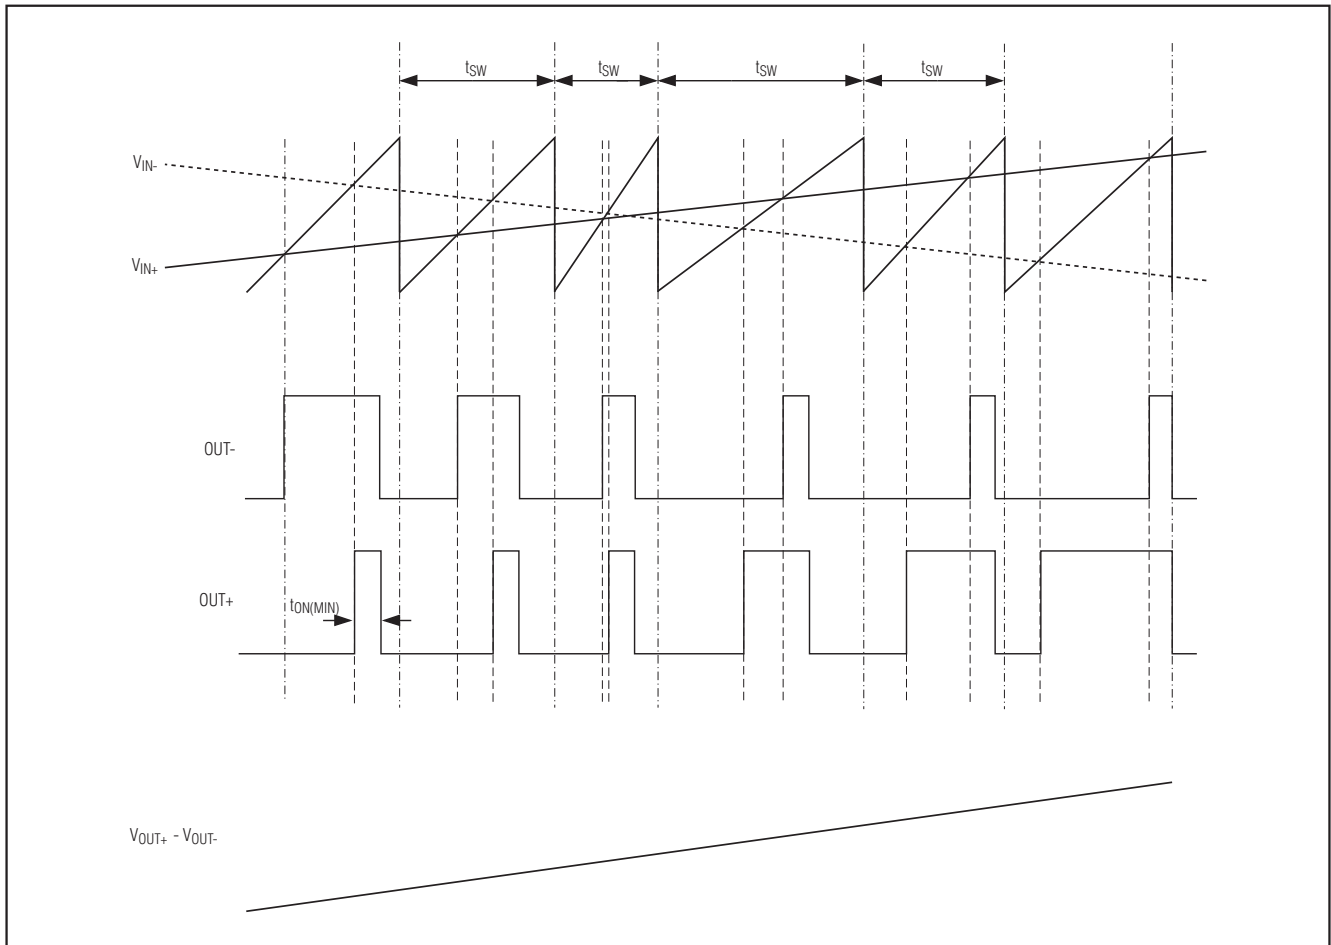 tSW tSW tSW tSW
VIN-
VIN+
OUT-
OUT+
tON(MIN)
VOUT+ - VOUT-